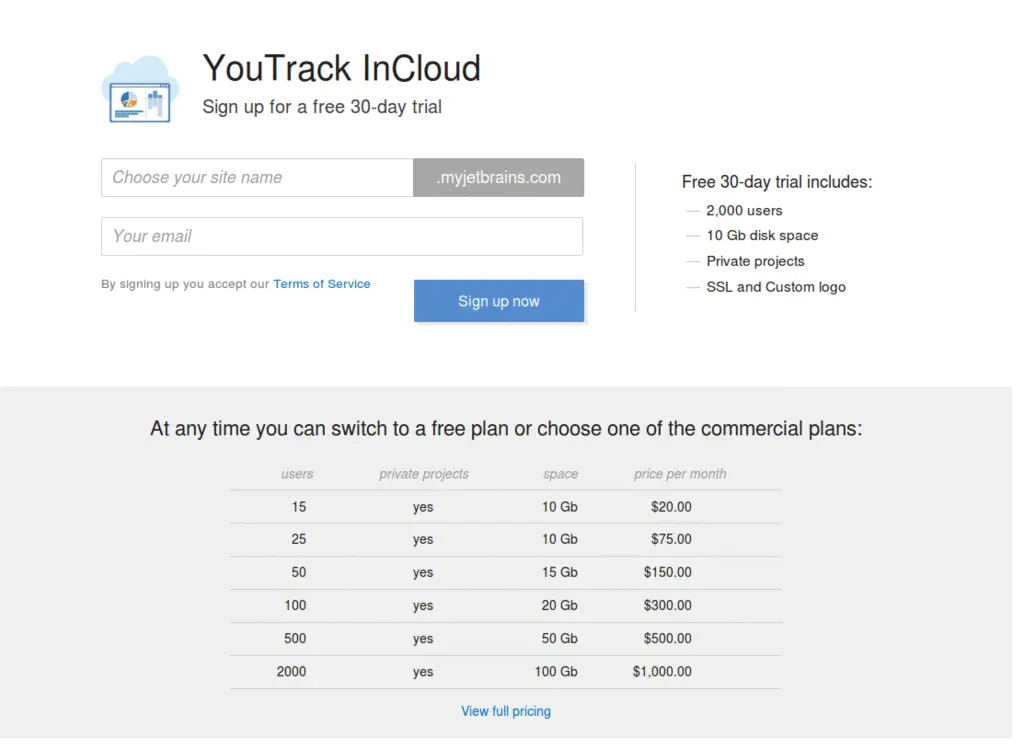 YouTrack InCloud
Sign up for a free 30-day trial
Choose your site name .myjetbrains.com
Your email
By signing up you accept our Terms of Service
Sign up now
Free 30-day trial includes:
— 2,000 users
— 10 Gb disk space
— Private projects
— SSL and Custom logo
At any time you can switch to a free plan or choose one of the commercial plans:
users private projects space price per month
15 yes 10 Gb $20.00
25 yes 10 Gb $75.00
50 yes 15 Gb $150.00
100 yes 20 Gb $300.00
500 yes 50 Gb $500.00
2000 yes 100 Gb $1,000.00
View full pricing